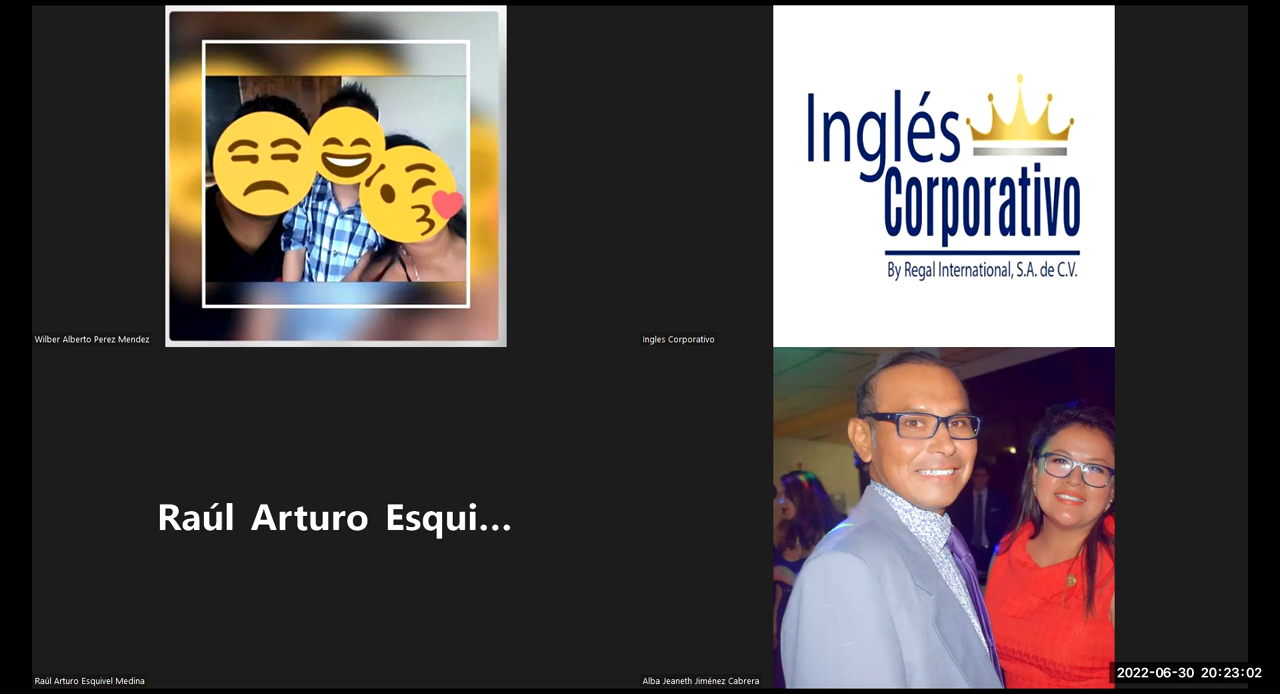 Inglés
Corporativo
By Regal International, S.A. de C.V.
Wilber Alberto Perez Mendez
Ingles Corporativo
Raúl Arturo Esqui...
Raúl Arturo Esquivel Medina
Alba Jeaneth Jiménez Cabrera
2022-06-30 20:23:02